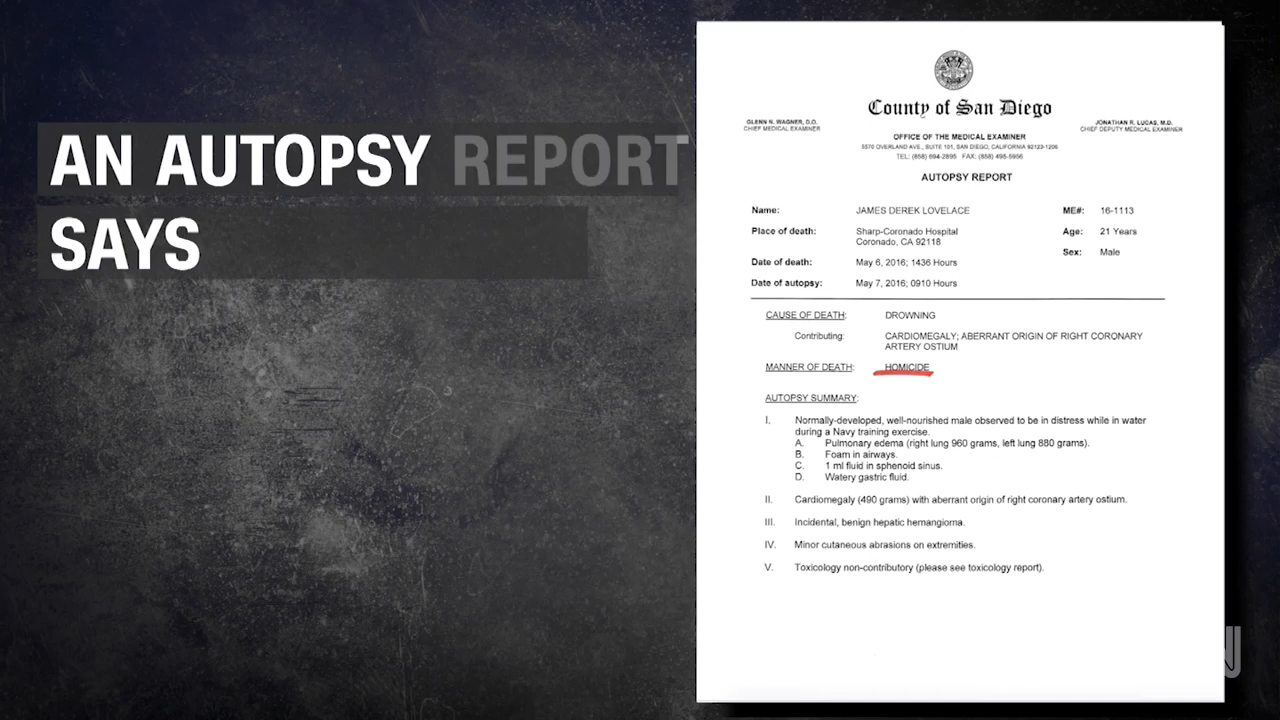 AN AUTOPSY REPORT
SAYS
County of San Diego
GLENN N. WAGNER, D.O.
CHIEF MEDICAL EXAMINER
JONATHAN R. LUCAS, M.D.
CHIEF DEPUTY MEDICAL EXAMINER
OFFICE OF THE MEDICAL EXAMINER
5570 OVERLAND AVE., SUITE 101, SAN DIEGO, CALIFORNIA 92123-1206
TEL: (858) 694-2895 FAX: (858) 495-5956
AUTOPSY REPORT
Name: JAMES DEREK LOVELACE ME#: 16-1113
Place of death: Sharp-Coronado Hospital Age: 21 Years
Coronado, CA 92118 Sex: Male
Date of death: May 6, 2016; 1436 Hours
Date of autopsy: May 7, 2016; 0910 Hours
CAUSE OF DEATH: DROWNING
Contributing: CARDIOMEGALY; ABERRANT ORIGIN OF RIGHT CORONARY
ARTERY OSTIUM
MANNER OF DEATH: HOMICIDE
AUTOPSY SUMMARY:
I. Normally-developed, well-nourished male observed to be in distress while in water
during a Navy training exercise.
A. Pulmonary edema (right lung 960 grams, left lung 880 grams).
B. Foam in airways.
C. 1 ml fluid in sphenoid sinus.
D. Watery gastric fluid.
II. Cardiomegaly (490 grams) with aberrant origin of right coronary artery ostium.
III. Incidental, benign hepatic hemangioma.
IV. Minor cutaneous abrasions on extremities.
V. Toxicology non-contributory (please see toxicology report).